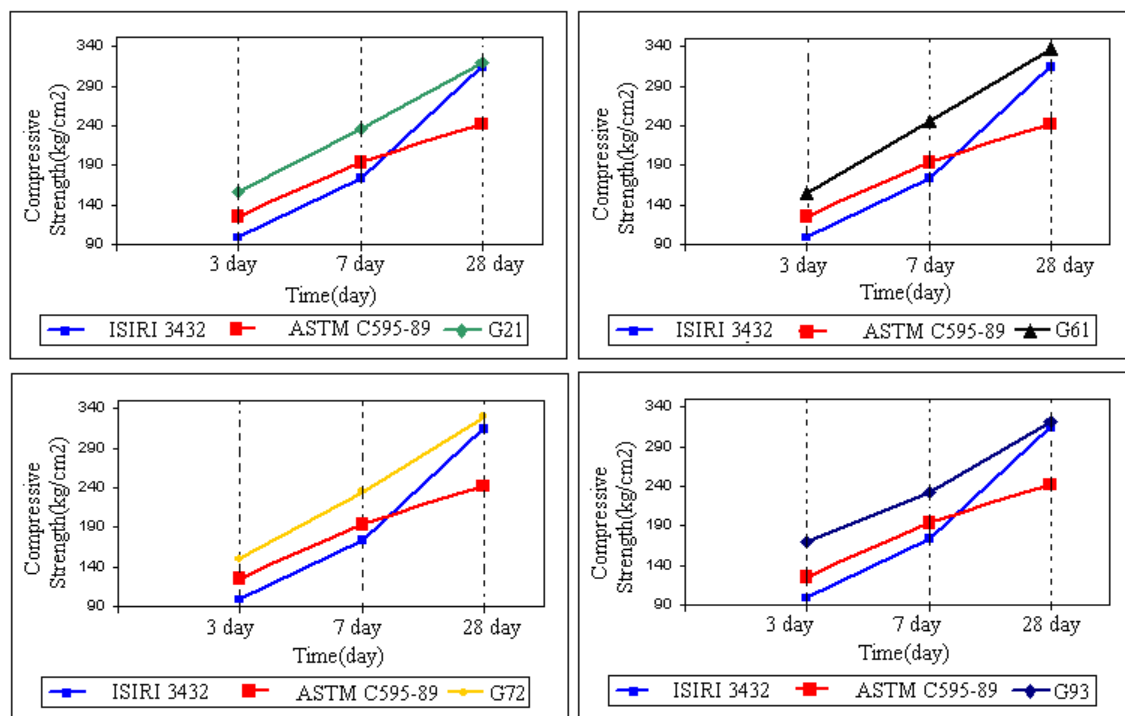 Compressive
Strength(kg/cm2)
340
290
240
190
140
90
3 day 7 day 28 day
Time(day)
ISIRI 3432 ASTM C595-89 G21
Compressive
Strength(kg/cm2)
340
290
240
190
140
90
3 day 7 day 28 day
Time(day)
ISIRI 3432 ASTM C595-89 G61
Compressive
Strength(kg/cm2)
340
290
240
190
140
90
3 day 7 day 28 day
Time(day)
ISIRI 3432 ASTM C595-89 G72
Compressive
Strength(kg/cm2)
340
290
240
190
140
90
3 day 7 day 28 day
Time(day)
ISIRI 3432 ASTM C595-89 G93